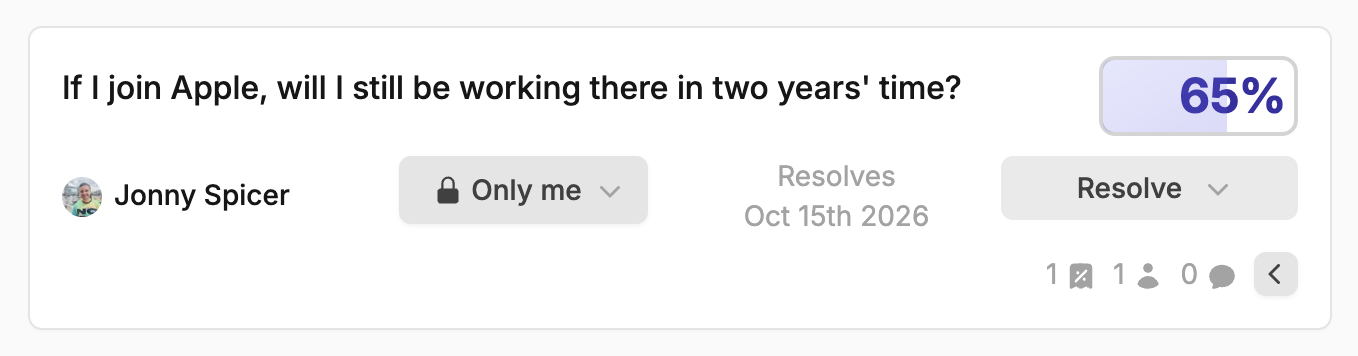 If I join Apple, will I still be working there in two years' time?
65%
Jonny Spicer
Only me
Resolves
Oct 15th 2026
Resolve
1 1 0